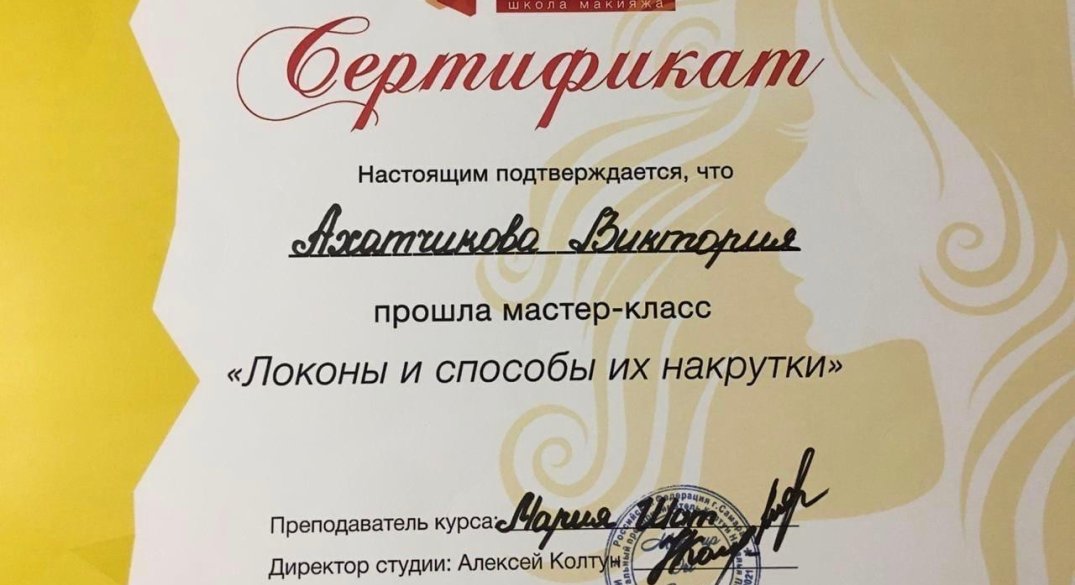 школа макияжа
Сертификат
Настоящим подтверждается, что
Ахатчикова Виктория
прошла мастер-класс
«Локоны и способы их накрутки»
Преподаватель курса: Мария Шот
Директор студии: Алексей Колтун